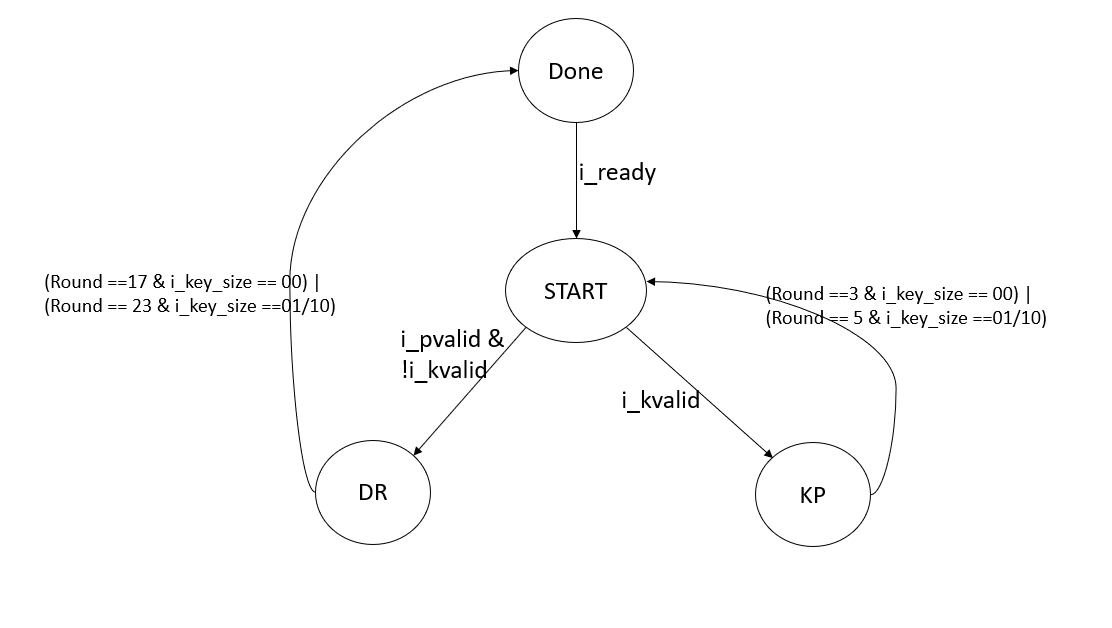 Done
i_ready
(Round ==17 & i_key_size == 00) |
(Round == 23 & i_key_size ==01/10)
START
(Round ==3 & i_key_size == 00) |
(Round == 5 & i_key_size ==01/10)
i_pvalid &
!i_kvalid
i_kvalid
DR
KP